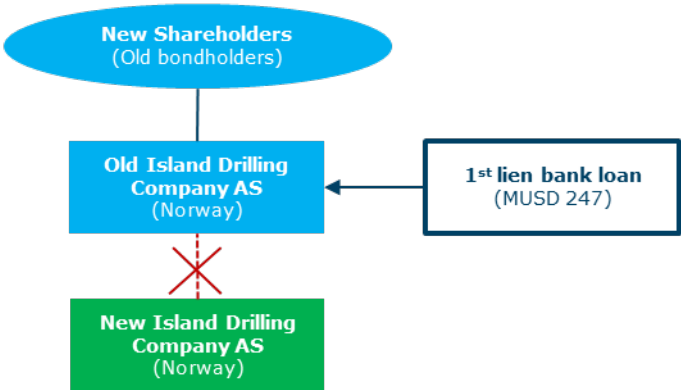 New Shareholders
(Old bondholders)
Old Island Drilling
Company AS
(Norway)
1st lien bank loan
(MUSD 247)
New Island Drilling
Company AS
(Norway)